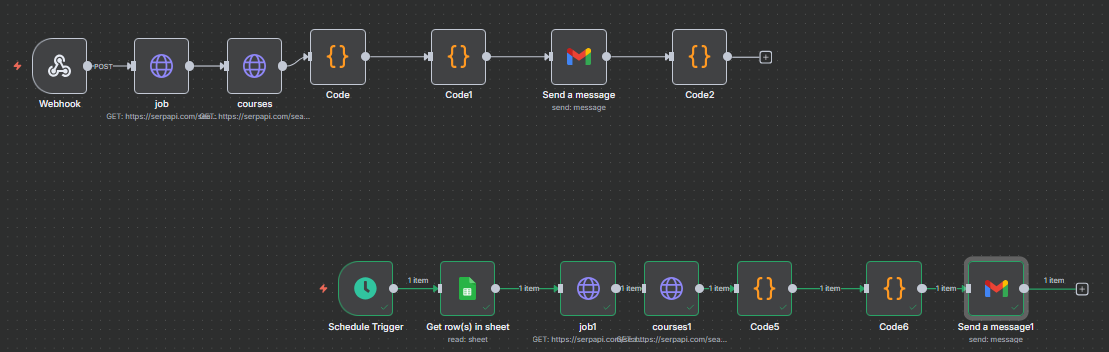 POST
Webhook
job
GET: https://serpapi.com/sea...
courses
GET: https://serpapi.com/sea...
{}
Code
{}
Code1
Send a message
send: message
{}
Code2
1 item
1 item
1 item
1 item
1 item
1 item
1 item
Schedule Trigger
Get row(s) in sheet
read: sheet
job1
GET: https://serpapi.com/sea...
courses1
GET: https://serpapi.com/sea...
{}
Code5
{}
Code6
Send a message1
send: message